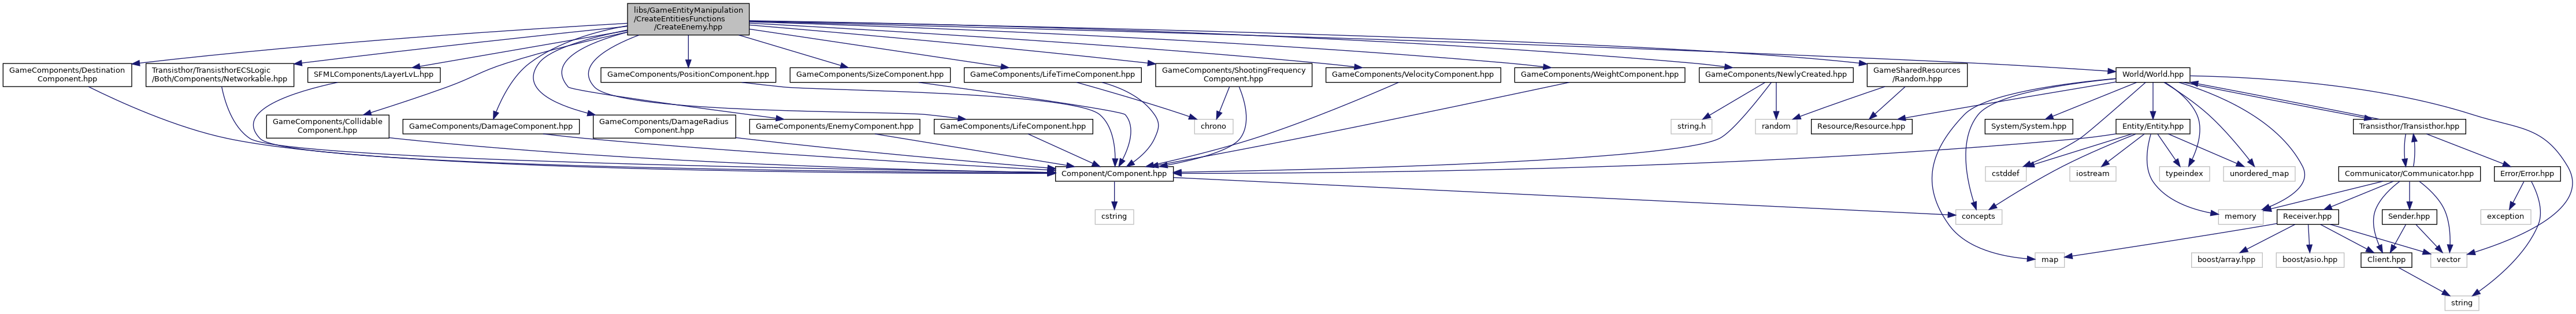 libs/GameEntityManipulation
/CreateEntitiesFunctions
/CreateEnemy.hpp
GameComponents/Destination
Component.hpp
Transisthor/TransisthorECSLogic
/Both/Components/Networkable.hpp
SFMLComponents/LayerLvL.hpp
GameComponents/PositionComponent.hpp
GameComponents/SizeComponent.hpp
GameComponents/LifeTimeComponent.hpp
GameComponents/ShootingFrequency
Component.hpp
GameComponents/VelocityComponent.hpp
GameComponents/WeightComponent.hpp
GameComponents/NewlyCreated.hpp
GameSharedResources
/Random.hpp
World/World.hpp
GameComponents/Collidable
Component.hpp
GameComponents/DamageComponent.hpp
GameComponents/DamageRadius
Component.hpp
GameComponents/EnemyComponent.hpp
GameComponents/LifeComponent.hpp
chrono
string.h
random
Resource/Resource.hpp
System/System.hpp
Entity/Entity.hpp
Transisthor/Transisthor.hpp
Component/Component.hpp
cstddef
iostream
typeindex
unordered_map
Communicator/Communicator.hpp
Error/Error.hpp
cstring
concepts
memory
Receiver.hpp
Sender.hpp
exception
map
boost/array.hpp
boost/asio.hpp
Client.hpp
vector
string